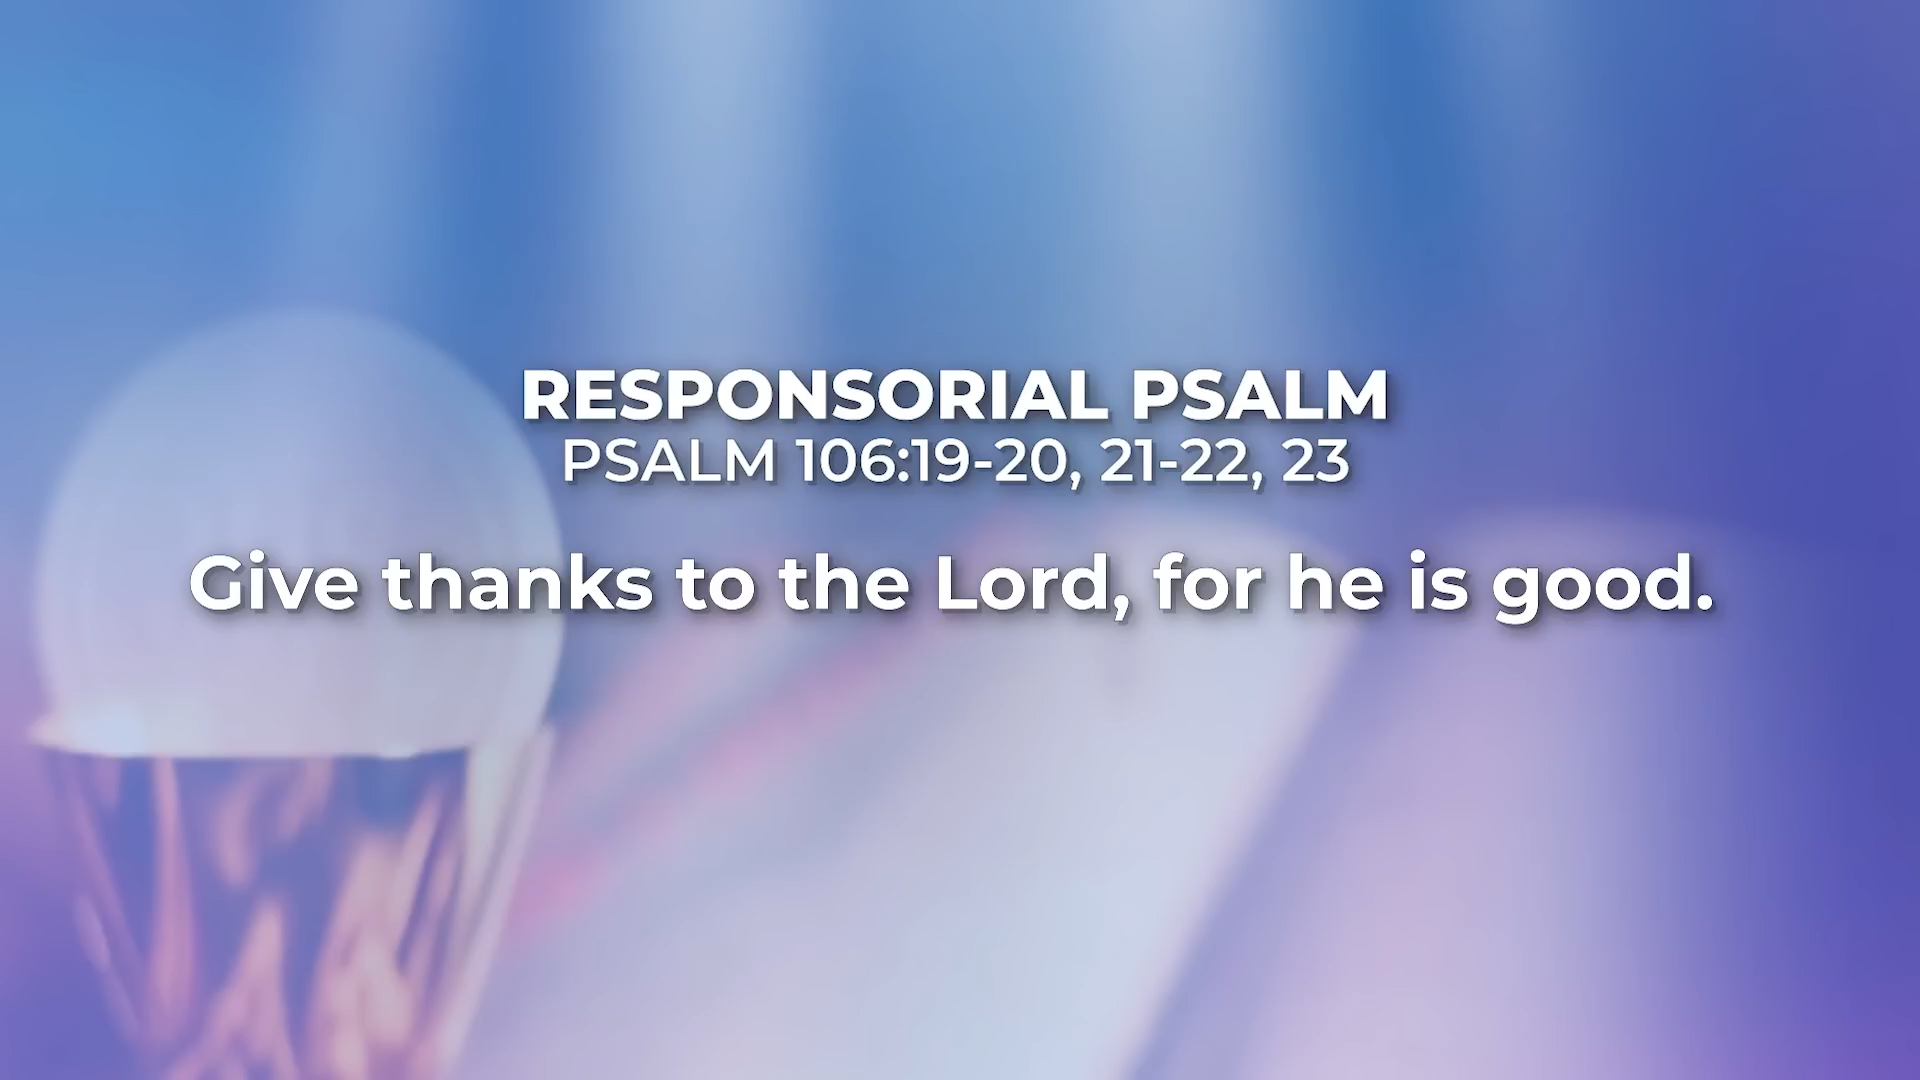 RESPONSORIAL PSALM
PSALM 106:19-20, 21-22, 23
Give thanks to the Lord, for he is good.